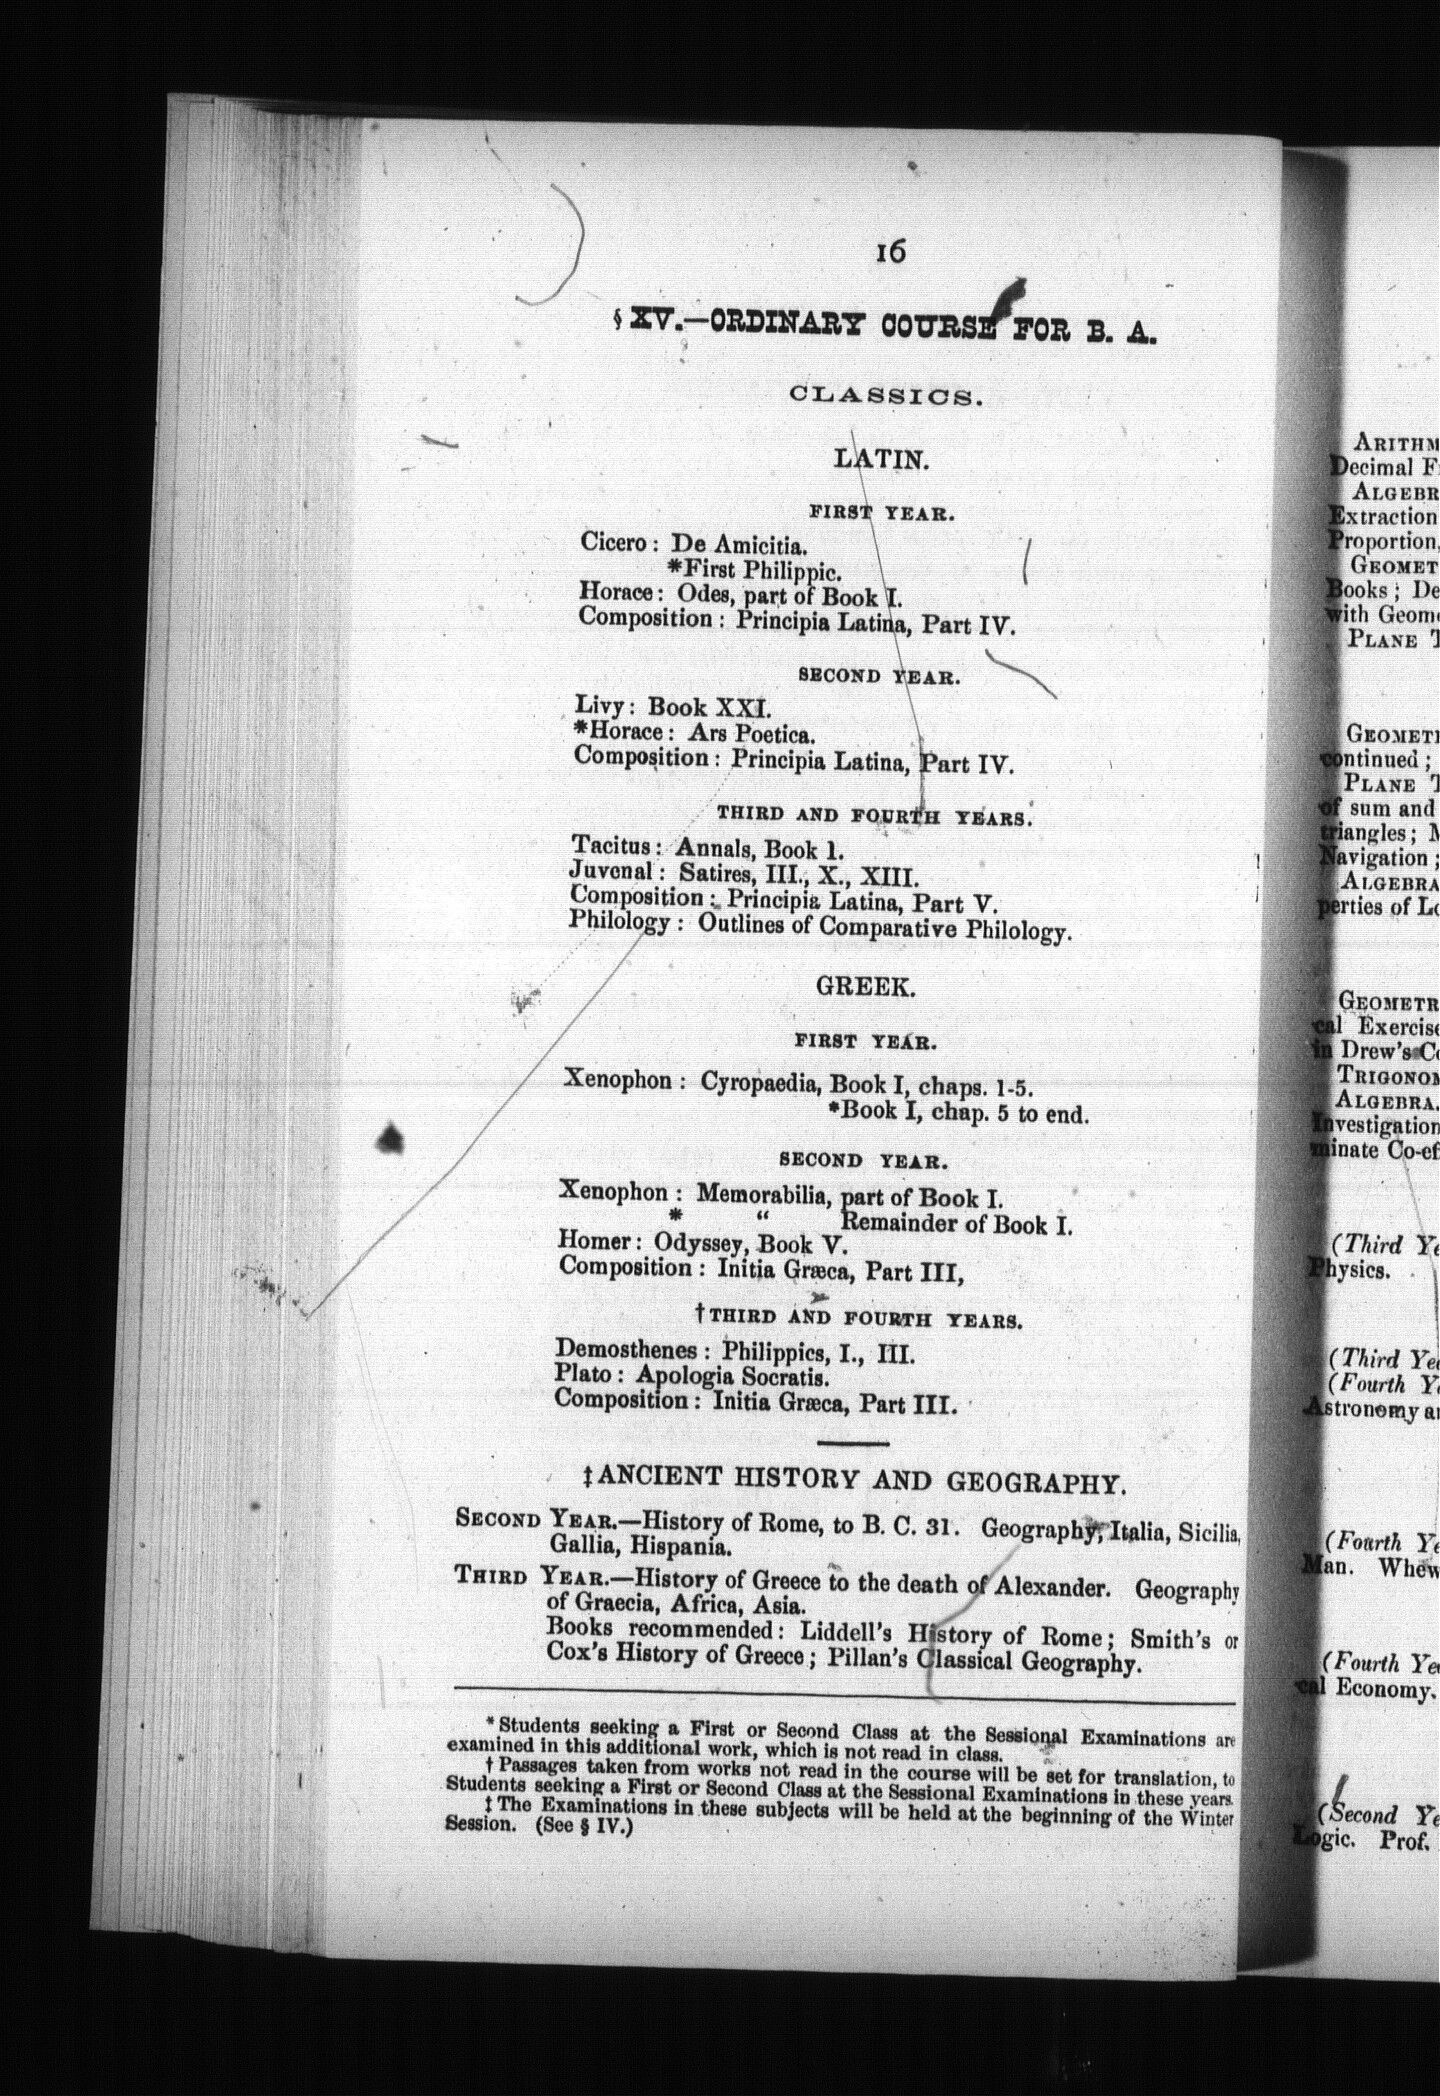 16
§ XV.—ORDINARY COURSE FOR B. A.
CLASSICS.
LATIN.
FIRST YEAR.
Cicero: De Amicitia.
*First Philippic.
Horace: Odes, part of Book I.
Composition: Principia Latina, Part IV.
SECOND YEAR.
Livy: Book XXI.
*Horace: Ars Poetica.
Composition: Principia Latina, Part IV.
THIRD AND FOURTH YEARS.
Tacitus: Annals, Book 1.
Juvenal: Satires, III., X., XIII.
Composition: Principia Latina, Part V.
Philology: Outlines of Comparative Philology.
GREEK.
FIRST YEAR.
Xenophon: Cyropaedia, Book I, chaps. 1-5.
*Book I, chap. 5 to end.
SECOND YEAR.
Xenophon: Memorabilia, part of Book I.
* “ Remainder of Book I.
Homer: Odyssey, Book V.
Composition: Initia Græca, Part III,
†THIRD AND FOURTH YEARS.
Demosthenes: Philippics, I., III.
Plato: Apologia Socratis.
Composition: Initia Græca, Part III.
‡ANCIENT HISTORY AND GEOGRAPHY.
SECOND YEAR.—History of Rome, to B. C. 31. Geography, Italia, Sicilia,
Gallia, Hispania.
THIRD YEAR.—History of Greece to the death of Alexander. Geography
of Graecia, Africa, Asia.
Books recommended: Liddell's History of Rome; Smith's or
Cox's History of Greece; Pillan's Classical Geography.
*Students seeking a First or Second Class at the Sessional Examinations are
examined in this additional work, which is not read in class.
† Passages taken from works not read in the course will be set for translation, to
Students seeking a First or Second Class at the Sessional Examinations in these years.
‡ The Examinations in these subjects will be held at the beginning of the Winter
Session. (See § IV.)
ARITHM
Decimal F
ALGEBR
Extraction
Proportion,
GEOMET
Books; De
with Geom
PLANE T
GEOMET
continued;
PLANE T
of sum and
triangles; M
Navigation;
ALGEBRA
perties of Lo
GEOMETR
cal Exercise
in Drew's Co
TRIGONOM
ALGEBRA.
Investigation
minate Co-ef
(Third Ye
Physics.
(Third Yea
(Fourth Ye
Astronomy an
(Fourth Ye
Man. Whew
(Fourth Yea
cal Economy.
(Second Ye
Logic. Prof.